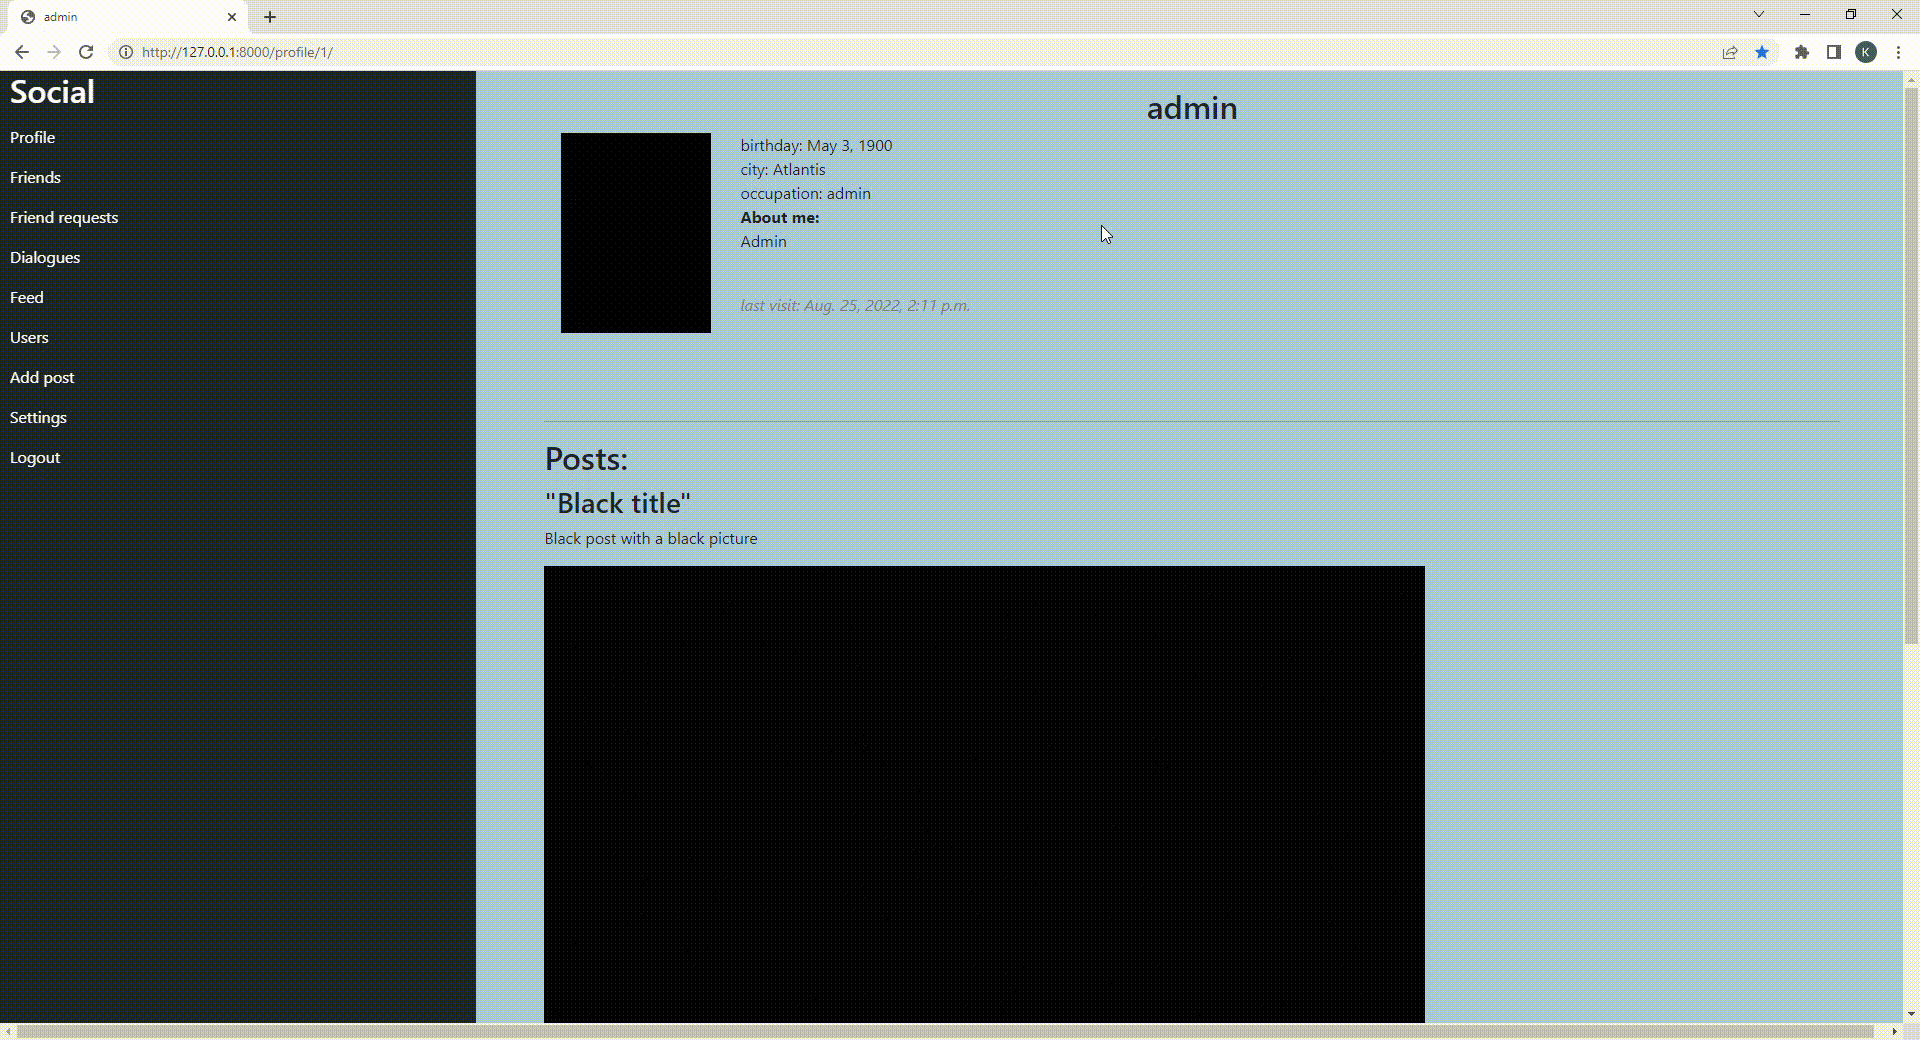 admin
http://127.0.0.1:8000/profile/1/
K
Social
Profile
Friends
Friend requests
Dialogues
Feed
Users
Add post
Settings
Logout
admin
birthday: May 3, 1900
city: Atlantis
occupation: admin
About me:
Admin
last visit: Aug. 25, 2022, 2:11 p.m.
Posts:
"Black title"
Black post with a black picture